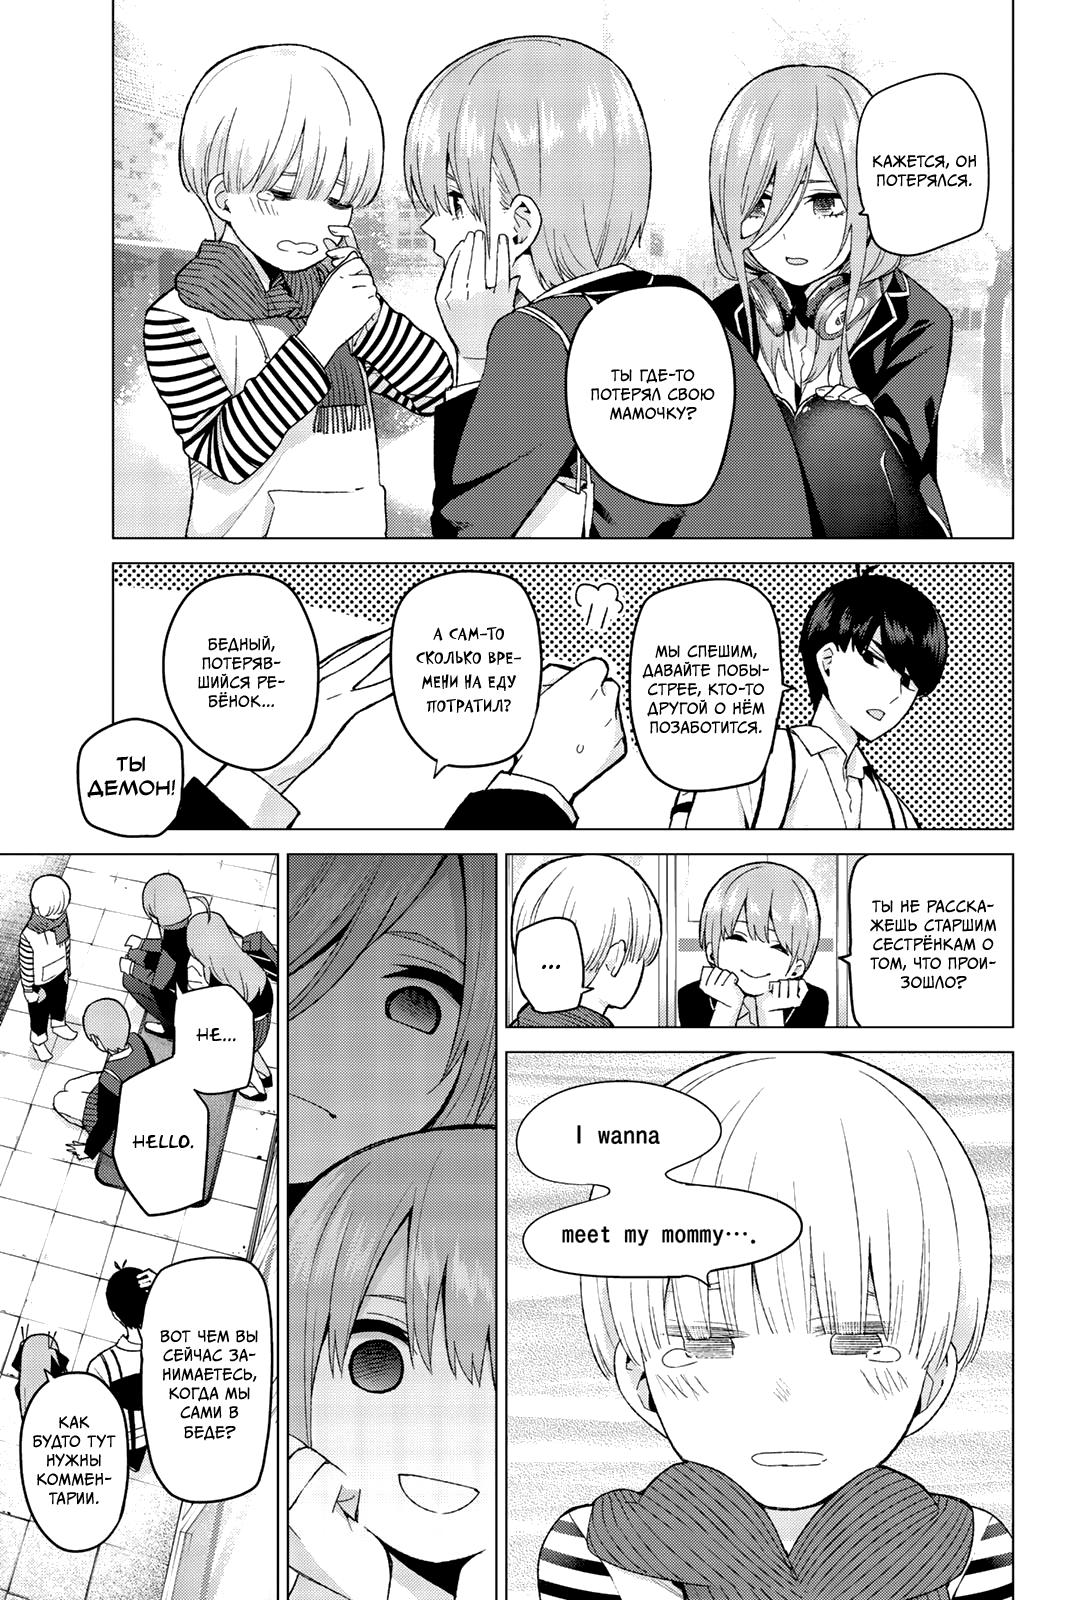 КАЖЕТСЯ, ОН
ПОТЕРЯЛСЯ.
ТЫ ГДЕ-ТО
ПОТЕРЯЛ СВОЮ
МАМОЧКУ?
МЫ СПЕШИМ,
ДАВАЙТЕ ПОБЫ-
СТРЕЕ, КТО-ТО
ДРУГОЙ О НЁМ
ПОЗАБОТИТСЯ.
А САМ-ТО
СКОЛЬКО ВРЕ-
МЕНИ НА ЕДУ
ПОТРАТИЛ?
БЕДНЫЙ,
ПОТЕРЯВ-
ШИЙСЯ РЕ-
БЁНОК...
ТЫ
ДЕМОН!
ТЫ НЕ РАССКА-
ЖЕШЬ СТАРШИМ
СЕСТРЁНКАМ О
ТОМ, ЧТО ПРОИ-
ЗОШЛО?
...
I wanna
meet my mommy….
HE...
HELLO.
ВОТ ЧЕМ ВЫ
СЕЙЧАС ЗА-
НИМАЕТЕСЬ,
КОГДА МЫ
САМИ В
БЕДЕ?
КАК
БУДТО ТУТ
НУЖНЫ
КОММЕН-
ТАРИИ.